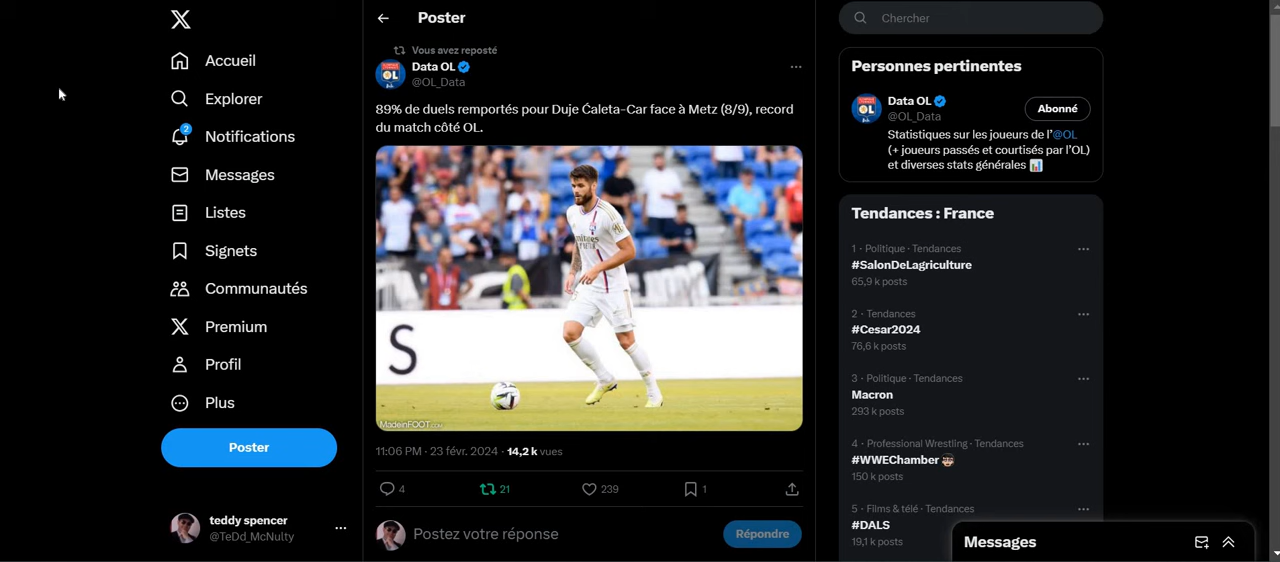 Accueil
Explorer
2
Notifications
Messages
Listes
Signets
Communautés
Premium
Profil
Plus
Poster
teddy spencer
@TeDd_McNulty
Poster
Vous avez reposté
Data OL
@OL_Data
89% de duels remportés pour Duje Ćaleta-Car face à Metz (8/9), record
du match côté OL.
Emirates
S
MadeinFOOT.com
11:06 PM · 23 févr. 2024 · 14,2 k vues
4
21
239
1
Postez votre réponse
Répondre
Chercher
Personnes pertinentes
Data OL
@OL_Data
Abonné
Statistiques sur les joueurs de l'@OL
(+ joueurs passés et courtisés par l'OL)
et diverses stats générales
Tendances : France
1 · Politique · Tendances
#SalonDeLagriculture
65,9 k posts
2 · Tendances
#Cesar2024
76,6 k posts
3 · Politique · Tendances
Macron
293 k posts
4 · Professional Wrestling · Tendances
#WWEChamber
150 k posts
5 · Films & télé · Tendances
#DALS
19,1 k posts
Messages